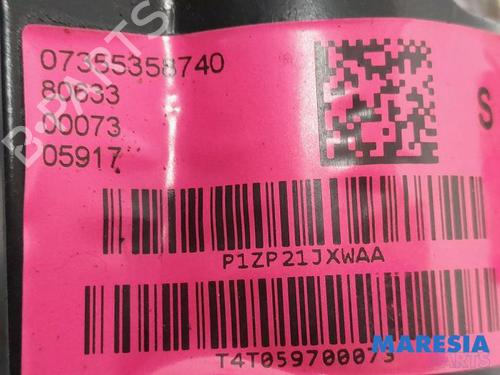 07355358740
80633
00073
05917
S
P1ZP21JXWAA
T4T059700073
B-PARTS
MARESIA
PARTS